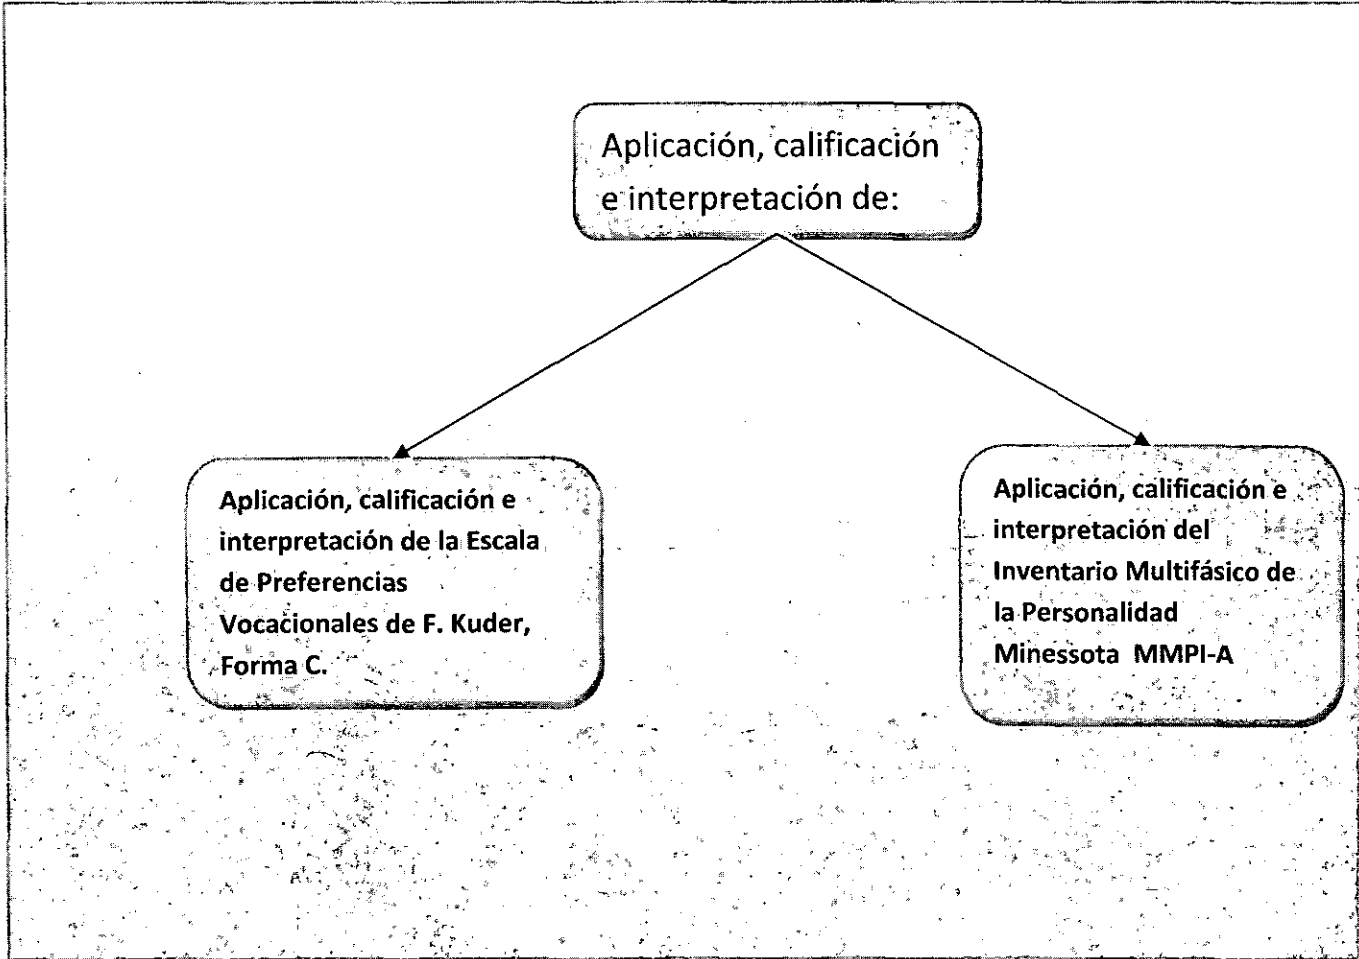 Aplicación, calificación
e interpretación de:
Aplicación, calificación e
interpretación de la Escala
de Preferencias
Vocacionales de F. Kuder,
Forma C.
Aplicación, calificación e
interpretación del
Inventario Multifásico de
la Personalidad
Minessota MMPI-A